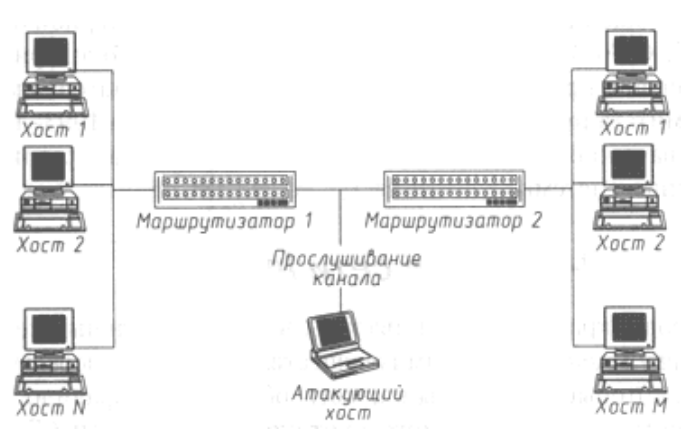 Хост 1
Хост 1
Маршрутизатор 1
Маршрутизатор 2
Хост 2
Хост 2
Прослушивание
канала
Атакующий
хост
Хост N
Хост M